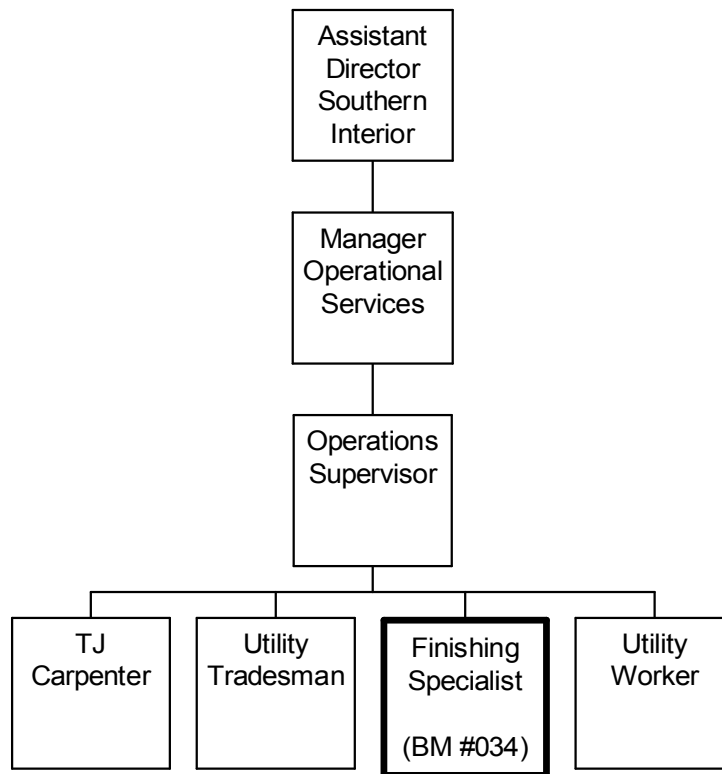 Assistant
Director
Southern
Interior
Manager
Operational
Services
Operations
Supervisor
TJ
Carpenter
Utility
Tradesman
Finishing
Specialist
(BM #034)
Utility
Worker